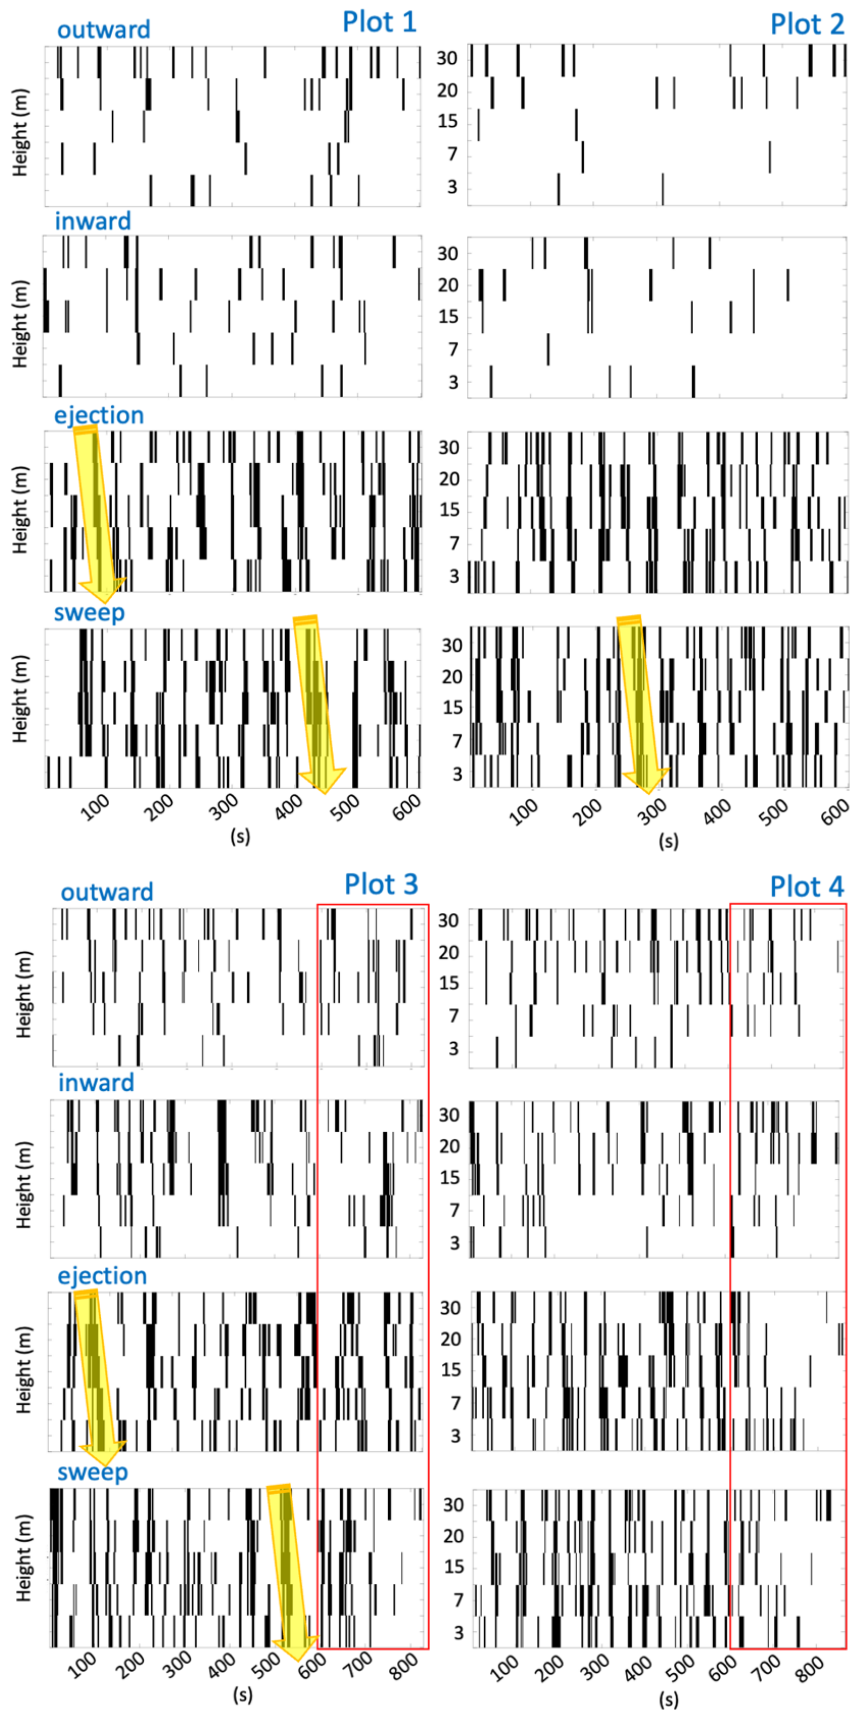 Plot 1
Plot 2
outward
Height (m)
30
20
15
7
3
inward
Height (m)
30
20
15
7
3
ejection
Height (m)
30
20
15
7
3
sweep
Height (m)
30
20
15
7
3
100 200 300 400 500 600
(s)
100 200 300 400 500 600
(s)
Plot 3
Plot 4
outward
Height (m)
30
20
15
7
3
inward
Height (m)
30
20
15
7
3
ejection
Height (m)
30
20
15
7
3
sweep
Height (m)
30
20
15
7
3
100 200 300 400 500 600 700 800
(s)
100 200 300 400 500 600 700 800
(s)